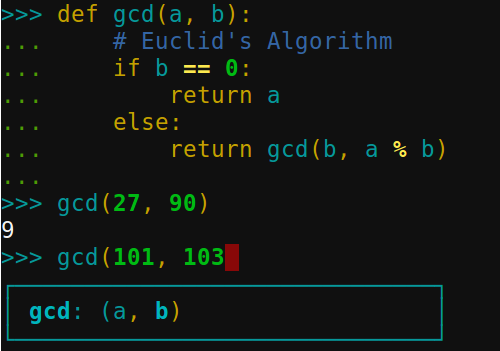 >>> def gcd(a, b):
...     # Euclid's Algorithm
...     if b == 0:
...         return a
...     else:
...         return gcd(b, a % b)
...
>>> gcd(27, 90)
9
>>> gcd(101, 103
gcd: (a, b)